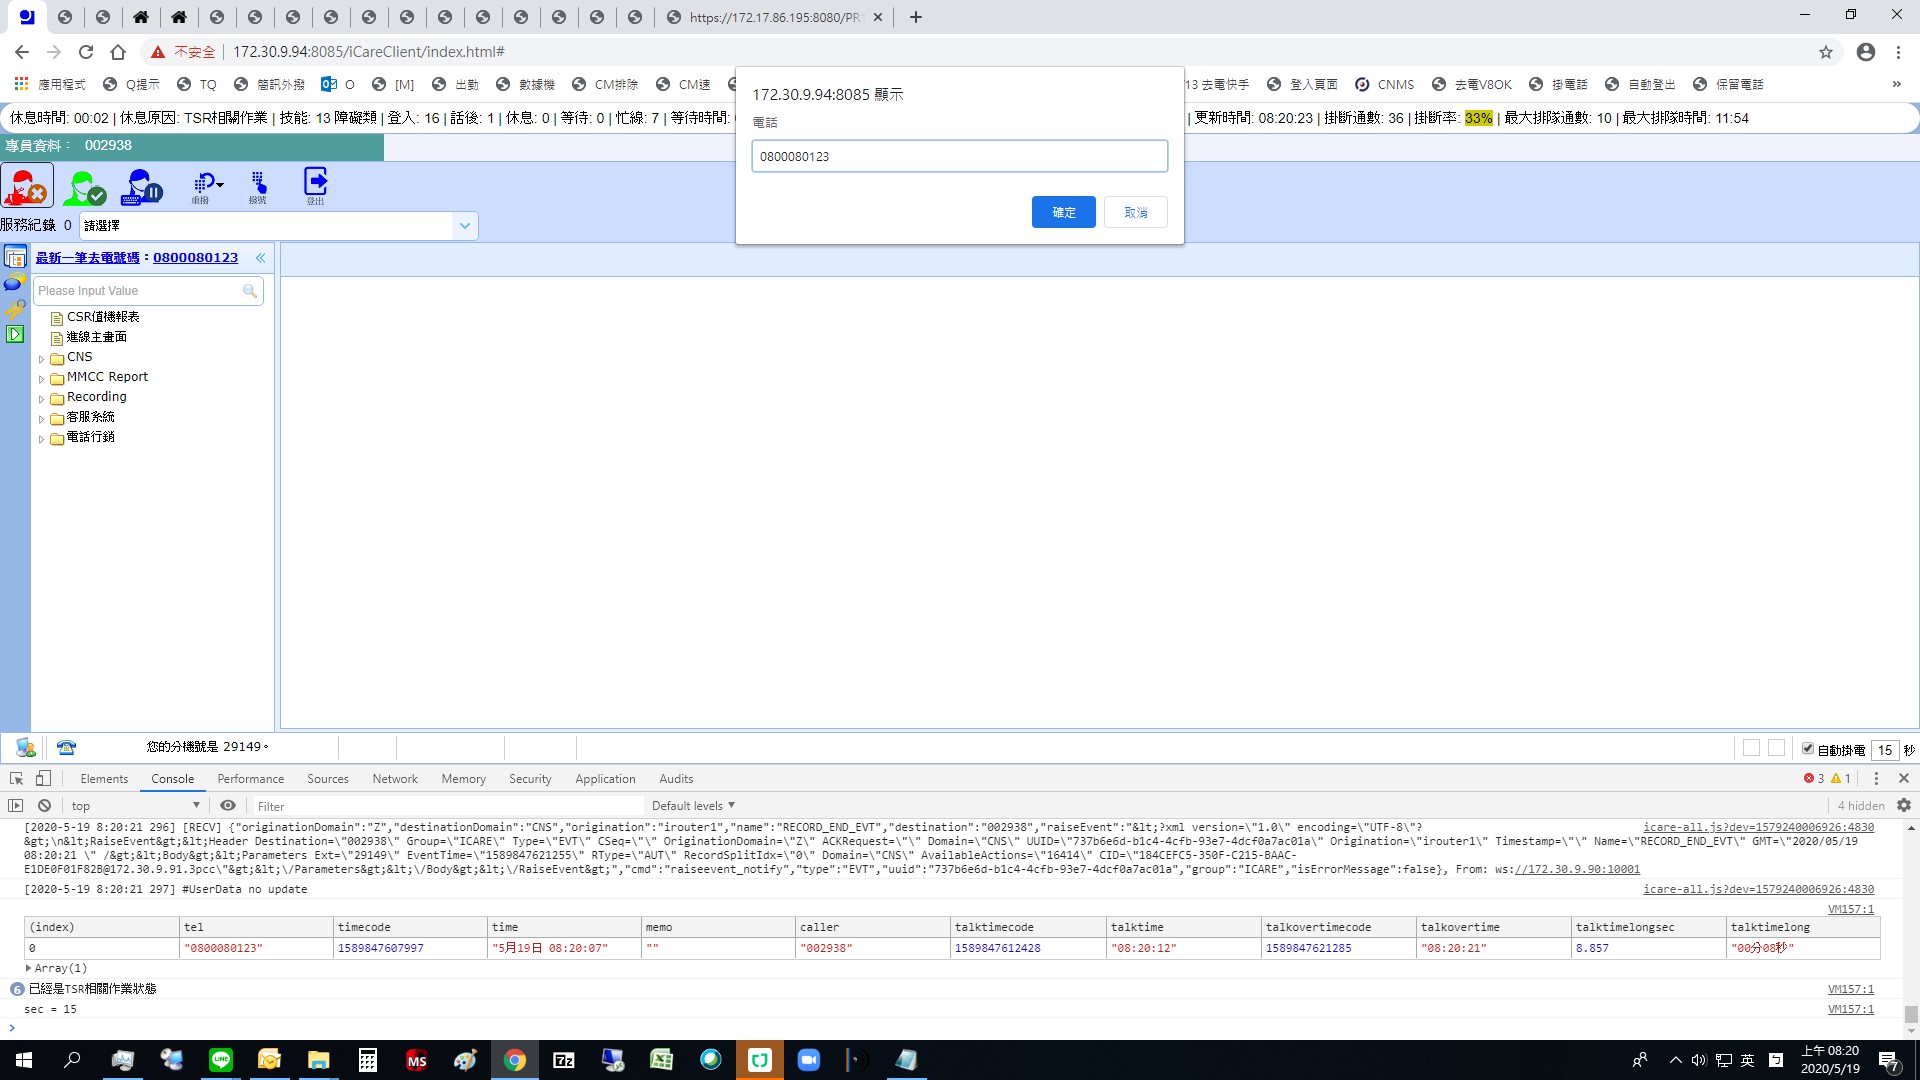 https://172.17.86.195:8080/PR
不安全 172.30.9.94:8085/iCareClient/index.html#
應用程式 Q提示 TQ 簡訊外撥 O [M] 出勤 數據機 CM排除 CM速 13 去電快手 登入頁面 CNMS 去電V8OK 掛電話 自動登出 保留電話 »
172.30.9.94:8085 顯示
電話
0800080123
確定 取消
休息時間: 00:02 | 休息原因: TSR相關作業 | 技能: 13 障礙類 | 登入: 16 | 話後: 1 | 休息: 0 | 等待: 0 | 忙線: 7 | 等待時間: | 更新時間: 08:20:23 | 掛斷通數: 36 | 掛斷率: 33% | 最大排隊通數: 10 | 最大排隊時間: 11:54
專員資料： 002938
重撥 撥號 登出
服務紀錄 0 請選擇
最新一筆去電號碼：0800080123
Please Input Value
CSR值機報表
進線主畫面
CNS
MMCC Report
Recording
客服系統
電話行銷
您的分機號是 29149。 自動掛電 15 秒
Elements Console Performance Sources Network Memory Security Application Audits 3 1
top Filter Default levels ▼ 4 hidden
[2020-5-19 8:20:21 296] [RECV] {"originationDomain":"Z","destinationDomain":"CNS","origination":"irouter1","name":"RECORD_END_EVT","destination":"002938","raiseEvent":"&lt;?xml version=\"1.0\" encoding=\"UTF-8\"? icare-all.js?dev=1579240006926:4830
&gt;\n&lt;RaiseEvent&gt;&lt;Header Destination=\"002938\" Group=\"ICARE\" Type=\"EVT\" CSeq=\"\" OriginationDomain=\"Z\" ACKRequest=\"\" Domain=\"CNS\" UUID=\"737b6e6d-b1c4-4cfb-93e7-4dcf0a7ac01a\" Origination=\"irouter1\" Timestamp=\"\" Name=\"RECORD_END_EVT\" GMT=\"2020/05/19
08:20:21 \" /&gt;&lt;Body&gt;&lt;Parameters Ext=\"29149\" EventTime=\"1589847621255\" RType=\"AUT\" RecordSplitIdx=\"0\" Domain=\"CNS\" AvailableActions=\"16414\" CID=\"184CEFC5-350F-C215-BAAC-
E1DE0F01F82B@172.30.9.91.3pcc\"&gt;&lt;\/Parameters&gt;&lt;\/Body&gt;&lt;\/RaiseEvent&gt;","cmd":"raiseevent_notify","type":"EVT","uuid":"737b6e6d-b1c4-4cfb-93e7-4dcf0a7ac01a","group":"ICARE","isErrorMessage":false}, From: ws://172.30.9.90:10001
[2020-5-19 8:20:21 297] #UserData no update icare-all.js?dev=1579240006926:4830
VM157:1
(index) tel timecode time memo caller talktimecode talktime talkovertimecode talkovertime talktimelongsec talktimelong
0 "0800080123" 1589847607997 "5月19日 08:20:07" "" "002938" 1589847612428 "08:20:12" 1589847621285 "08:20:21" 8.857 "00分08秒"
Array(1)
6 已經是TSR相關作業狀態 VM157:1
sec = 15 VM157:1
英 上午 08:20
2020/5/19 7